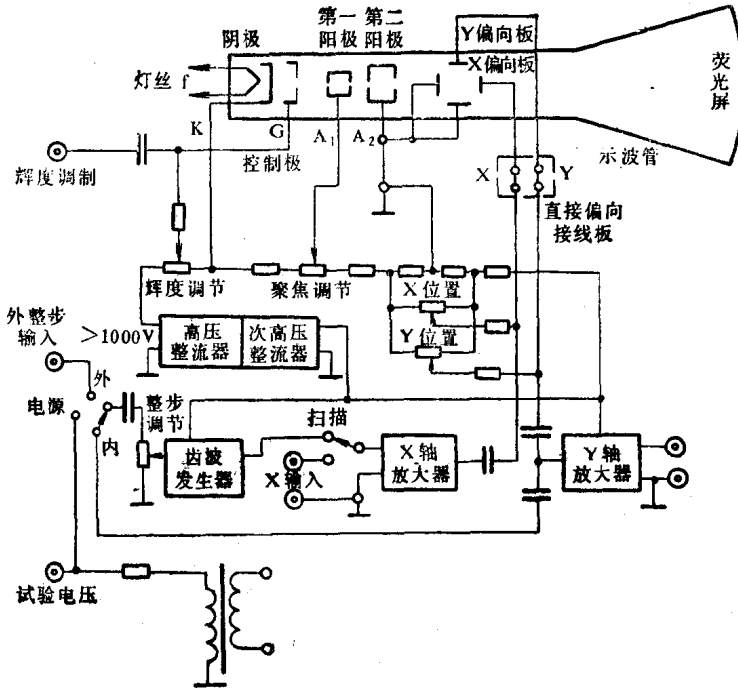 第一 第二
阴极
阳极 阳极
Y偏向板
X偏向板
荧光屏
灯丝 f
K
G
A₁
A₂
控制极
示波管
辉度调制
X
Y
直接偏向
接线板
辉度调节
聚焦调节
X位置
Y位置
外整步
输入
>1000V
高压
整流器
次高压
整流器
外
电源
内
整步
调节
扫描
齿波
发生器
X输入
X轴
放大器
Y轴
放大器
试验电压